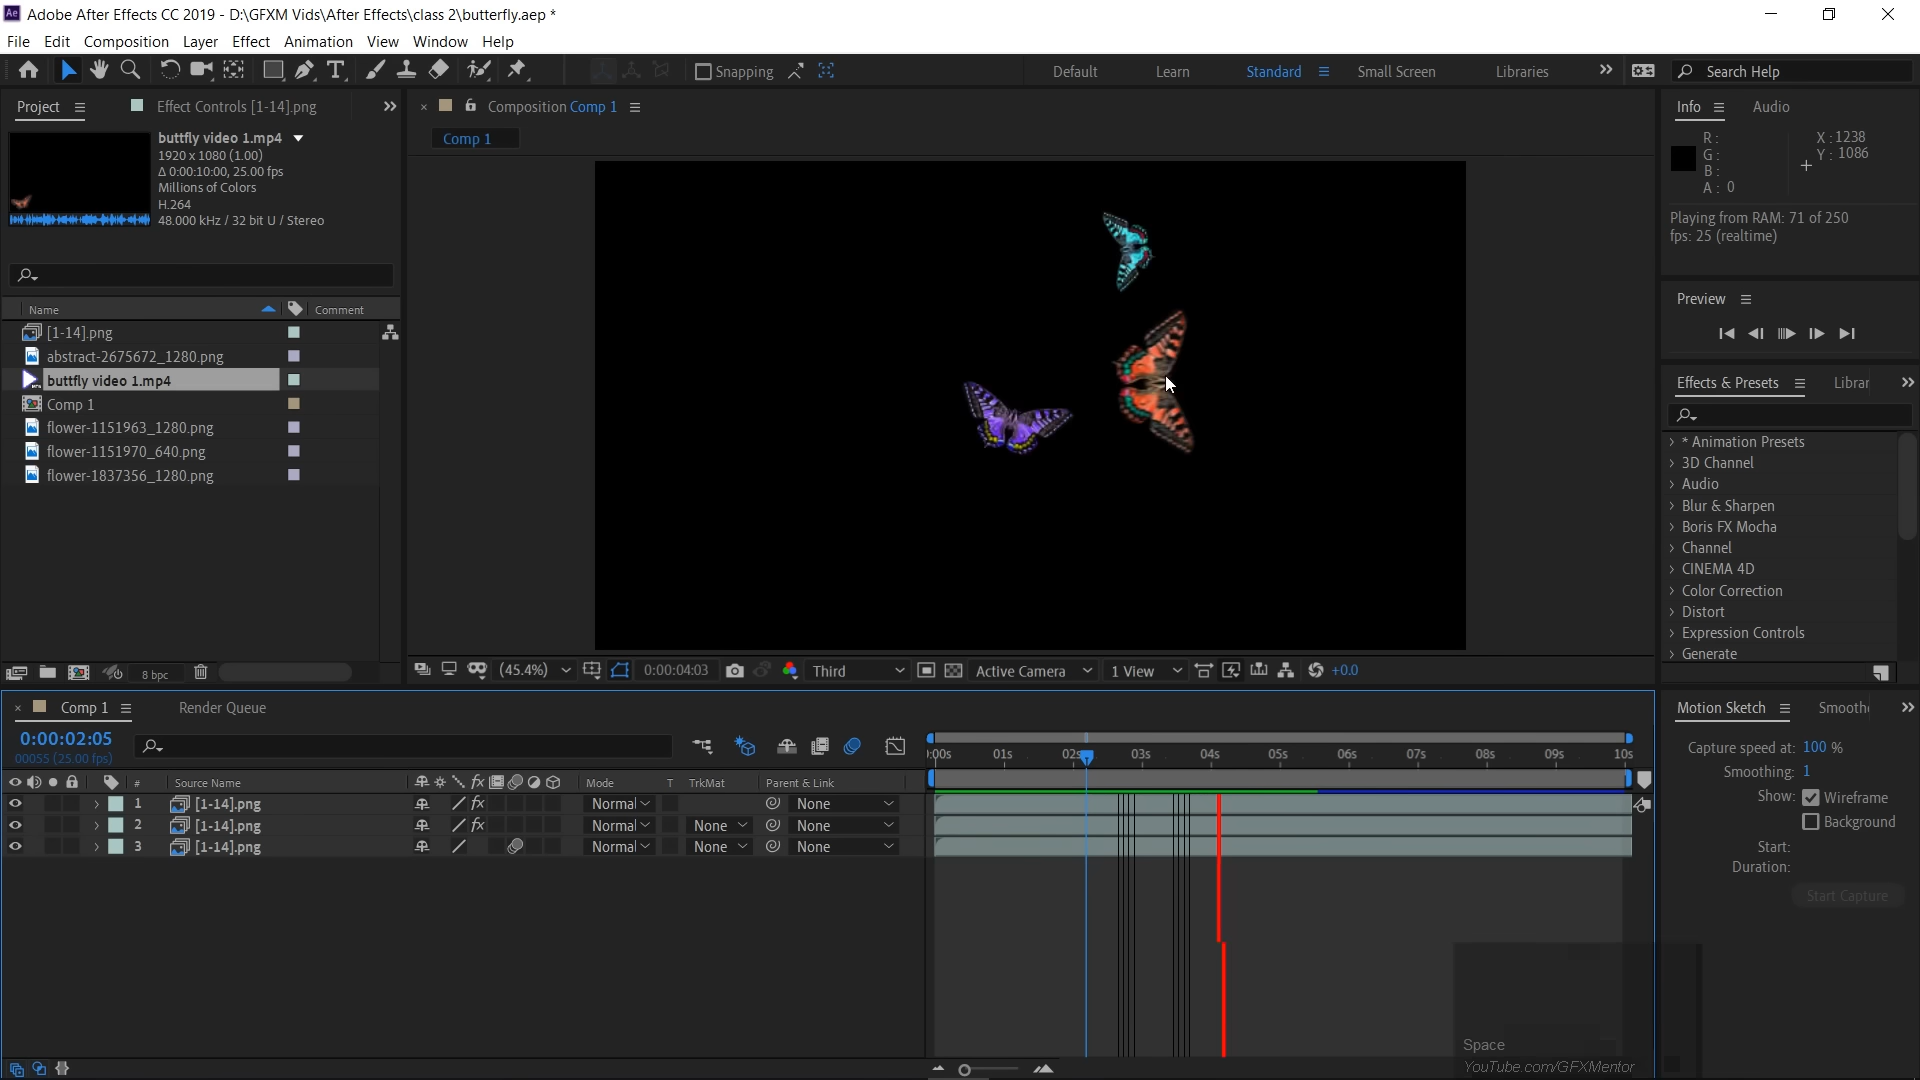 Adobe After Effects CC 2019 - D:\GFXM Vids\After Effects\class 2\butterfly.aep *
File Edit Composition Layer Effect Animation View Window Help
Snapping Default Learn Standard Small Screen Libraries Search Help
Project Effect Controls [1-14].png
Composition Comp 1
Info Audio
buttfly video 1.mp4
1920 x 1080 (1.00)
Δ 0:00:10:00, 25.00 fps
Millions of Colors
H.264
48.000 kHz / 32 bit U / Stereo
Comp 1
R:
G:
B:
A: 0
X: 1238
Y: 1086
Playing from RAM: 71 of 250
fps: 25 (realtime)
Preview
Name Comment
[1-14].png
abstract-2675672_1280.png
buttfly video 1.mp4
Comp 1
flower-1151963_1280.png
flower-1151970_640.png
flower-1837356_1280.png
8 bpc
Effects & Presets Librar
* Animation Presets
3D Channel
Audio
Blur & Sharpen
Boris FX Mocha
Channel
CINEMA 4D
Color Correction
Distort
Expression Controls
Generate
(45.4%) 0:00:04:03 Third Active Camera 1 View +0.0
Comp 1 Render Queue
0:00:02:05
00055 (25.00 fps)
:00s 01s 02s 03s 04s 05s 06s 07s 08s 09s 10s
# Source Name fx Mode T TrkMat Parent & Link
1 [1-14].png fx Normal None
2 [1-14].png fx Normal None None
3 [1-14].png Normal None None
Motion Sketch Smoothe
Capture speed at: 100 %
Smoothing: 1
Show: Wireframe
Background
Start:
Duration:
Start Capture
Space
YouTube.com/GFXMentor